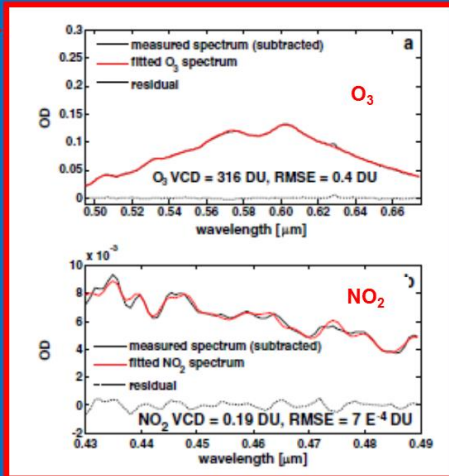 0.3
a
measured spectrum (subtracted)
0.25
fitted O₃ spectrum
0.2
residual
O₃
0.15
OD
0.1
0.05
O₃ VCD = 316 DU, RMSE = 0.4 DU
0
0.50 0.52 0.54 0.56 0.58 0.60 0.62 0.64 0.66
wavelength [μm]
x 10⁻³
10
b
NO₂
8
6
OD
4
measured spectrum (subtracted)
fitted NO₂ spectrum
2
residual
0
NO₂ VCD = 0.19 DU, RMSE = 7 E⁻⁴ DU
-2
0.43 0.44 0.45 0.46 0.47 0.48 0.49
wavelength [μm]